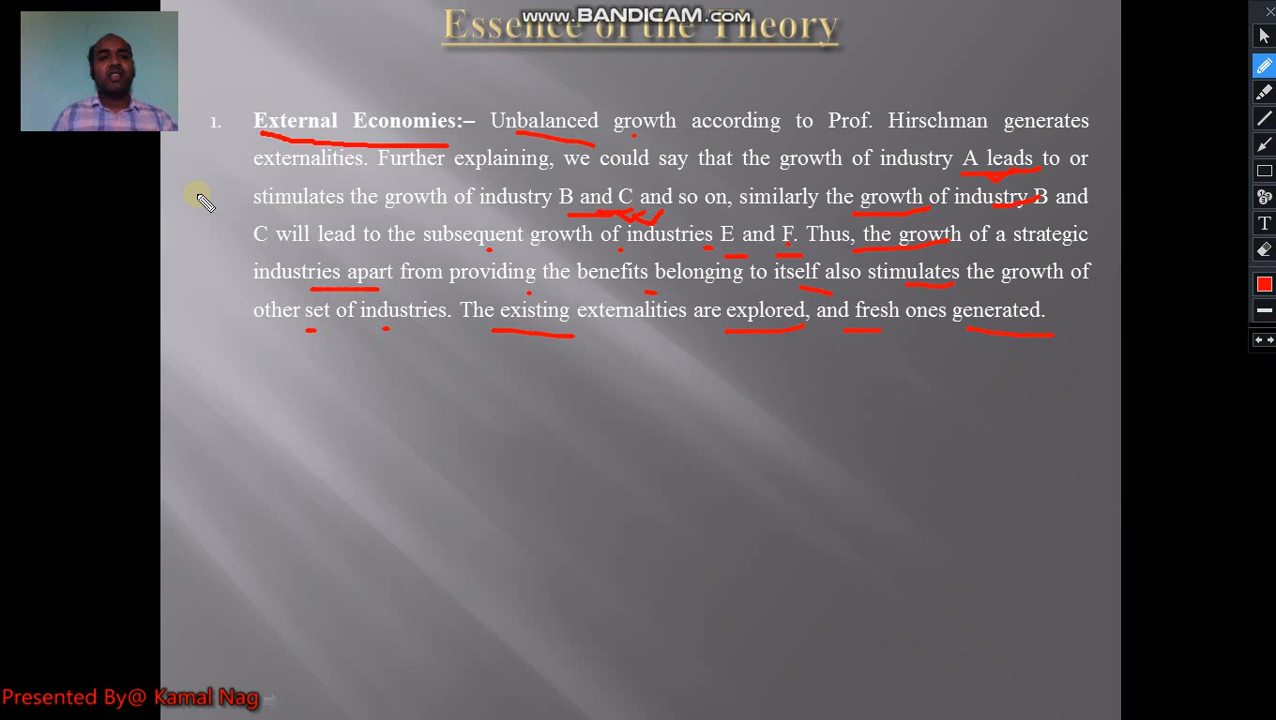 www.BANDICAM.com
Essence of the Theory
1. External Economies:– Unbalanced growth according to Prof. Hirschman generates
externalities. Further explaining, we could say that the growth of industry A leads to or
stimulates the growth of industry B and C and so on, similarly the growth of industry B and
C will lead to the subsequent growth of industries E and F. Thus, the growth of a strategic
industries apart from providing the benefits belonging to itself also stimulates the growth of
other set of industries. The existing externalities are explored, and fresh ones generated.
T
Presented By@ Kamal Nag